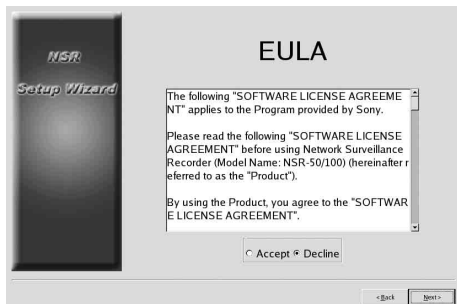 NSR
Setup Wizard
EULA
The following "SOFTWARE LICENSE AGREEME
NT" applies to the Program provided by Sony.
Please read the following "SOFTWARE LICENSE
AGREEMENT" before using Network Surveillance
Recorder (Model Name: NSR-50/100) (hereinafter r
eferred to as the "Product").
By using the Product, you agree to the "SOFTWAR
E LICENSE AGREEMENT".
Accept Decline
< Back Next >